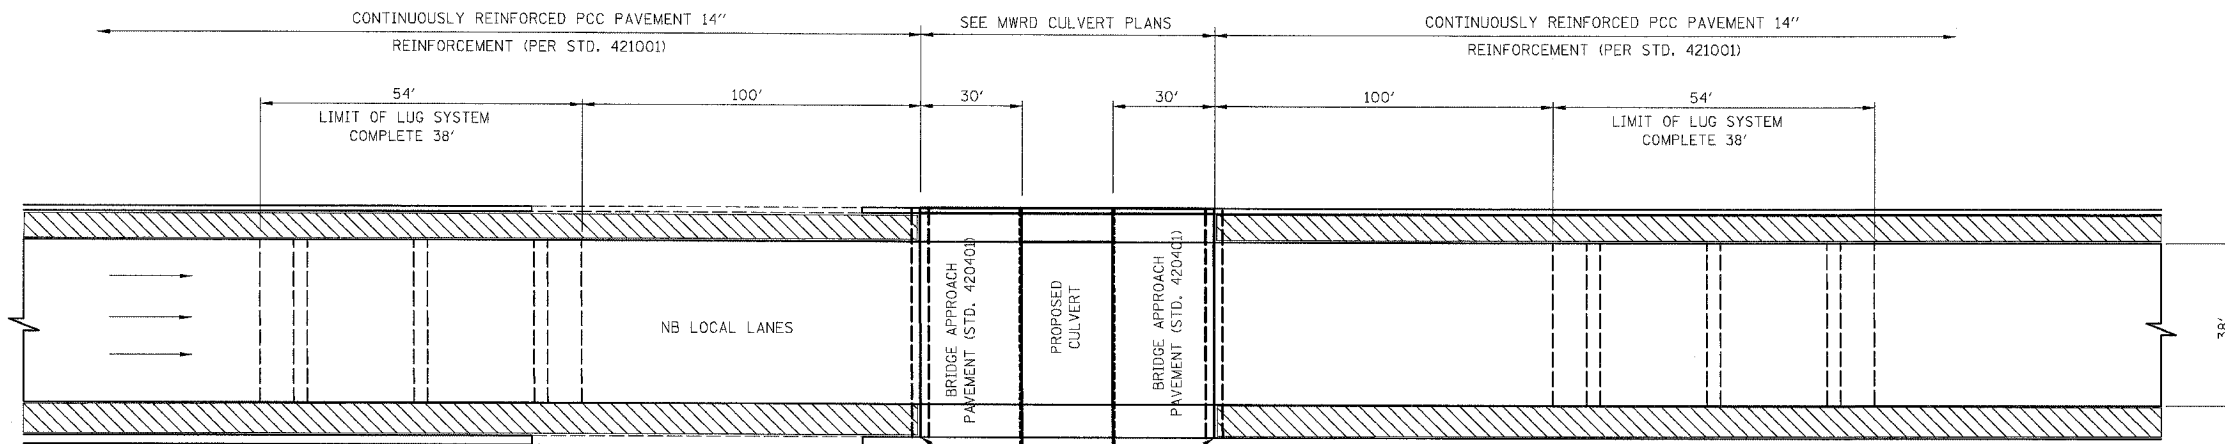 CONTINUOUSLY REINFORCED PCC PAVEMENT 14"
REINFORCEMENT (PER STD. 421001)
SEE MWRD CULVERT PLANS
CONTINUOUSLY REINFORCED PCC PAVEMENT 14"
REINFORCEMENT (PER STD. 421001)
54'
100'
30'
30'
100'
54'
LIMIT OF LUG SYSTEM
COMPLETE 38'
LIMIT OF LUG SYSTEM
COMPLETE 38'
NB LOCAL LANES
BRIDGE APPROACH
PAVEMENT (STD. 420401)
PROPOSED
CULVERT
BRIDGE APPROACH
PAVEMENT (STD. 420401)
38'